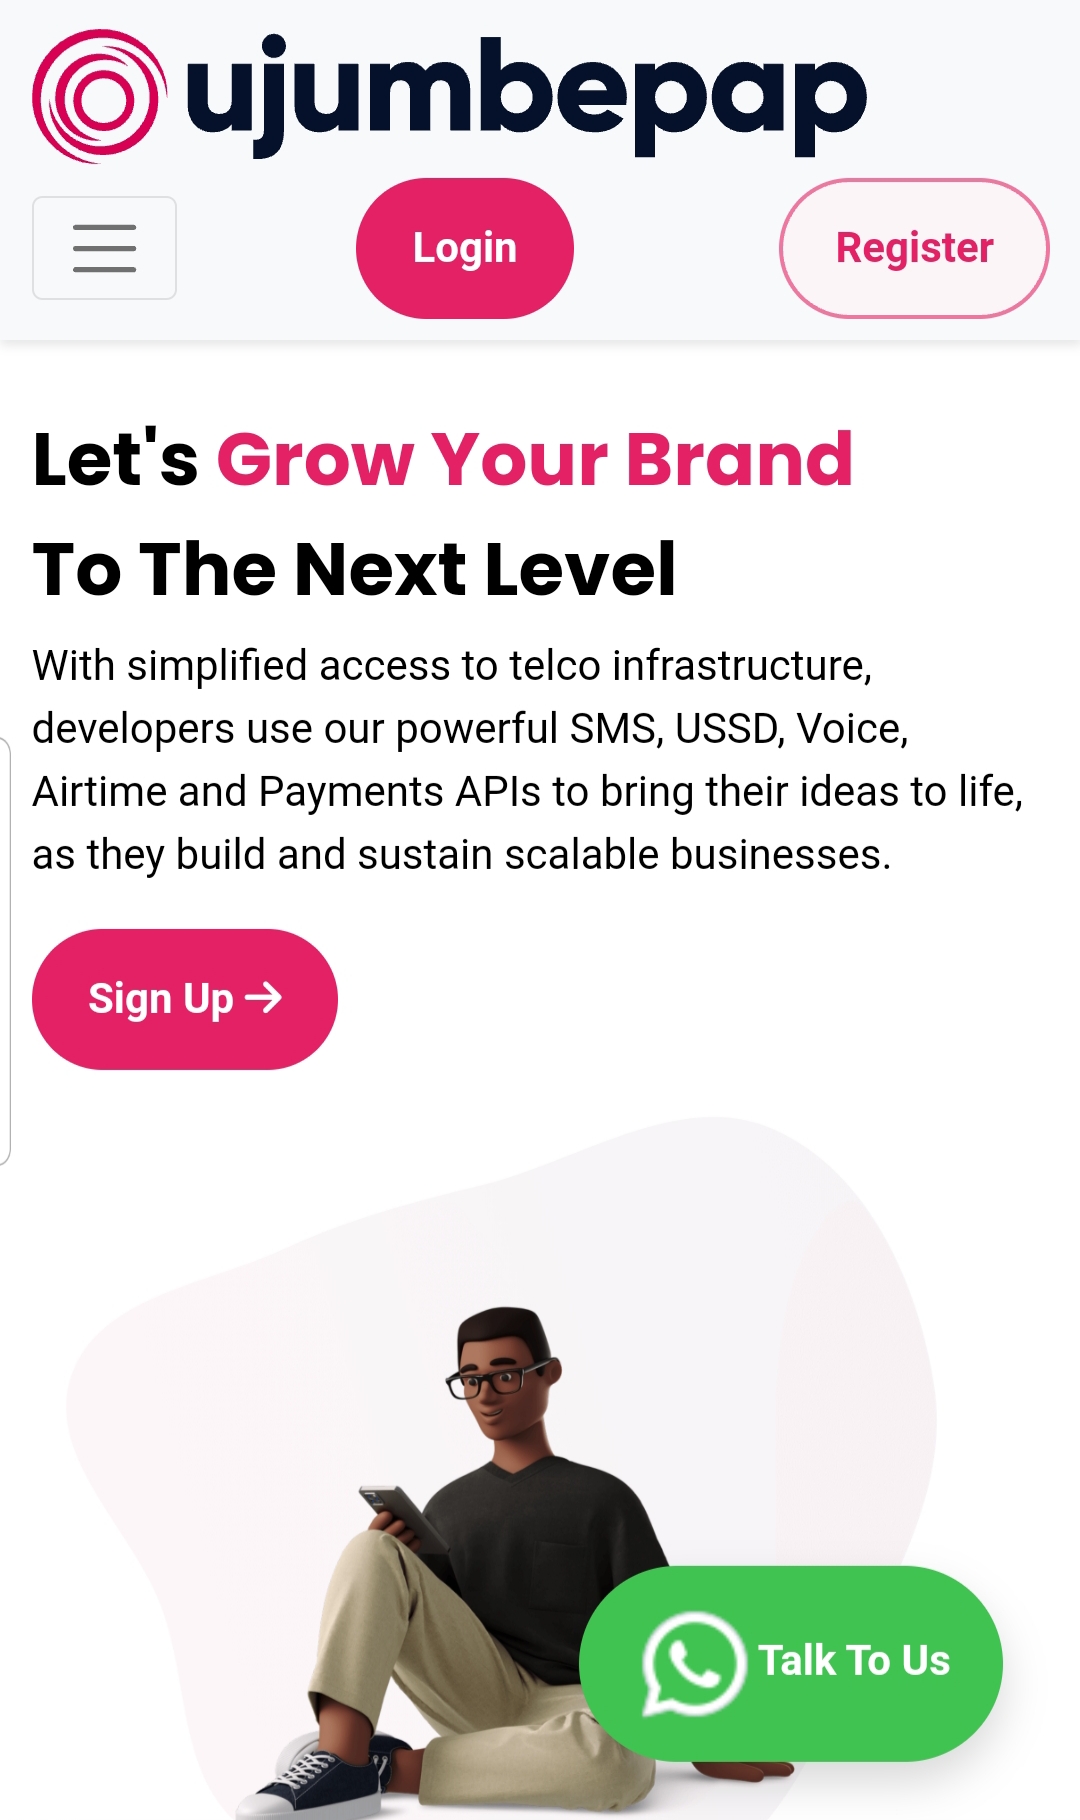 ujumbepap
Login
Register
Let's Grow Your Brand
To The Next Level
With simplified access to telco infrastructure,
developers use our powerful SMS, USSD, Voice,
Airtime and Payments APIs to bring their ideas to life,
as they build and sustain scalable businesses.
Sign Up →
Talk To Us